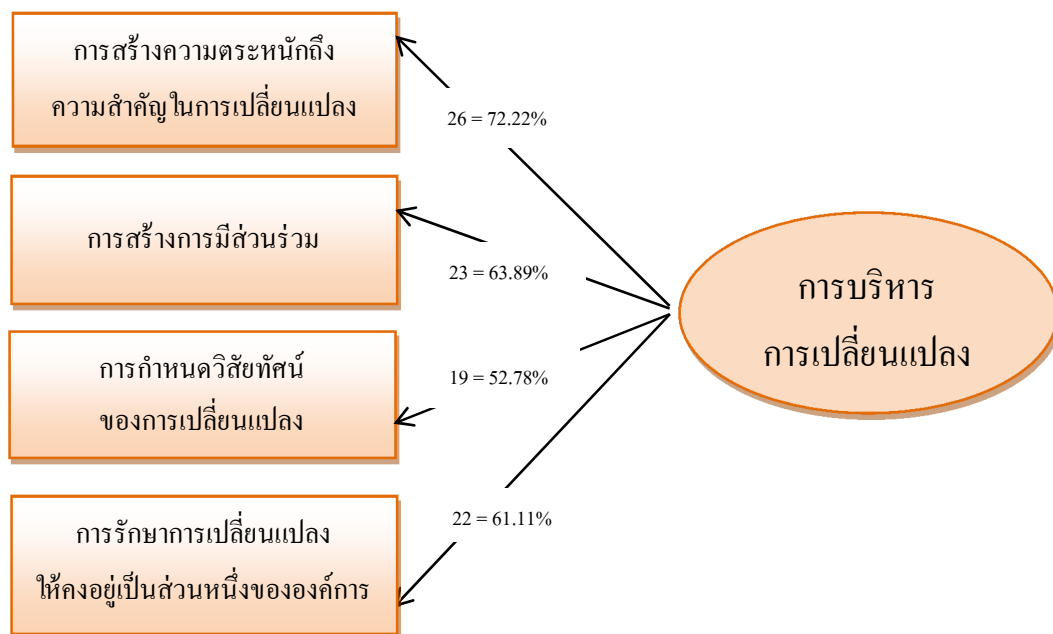 การสร้างความตระหนักถึง
ความสำคัญในการเปลี่ยนแปลง
26 = 72.22%
การสร้างการมีส่วนร่วม
23 = 63.89%
การกำหนดวิสัยทัศน์
ของการเปลี่ยนแปลง
19 = 52.78%
การรักษาการเปลี่ยนแปลง
ให้คงอยู่เป็นส่วนหนึ่งขององค์การ
22 = 61.11%
การบริหาร
การเปลี่ยนแปลง